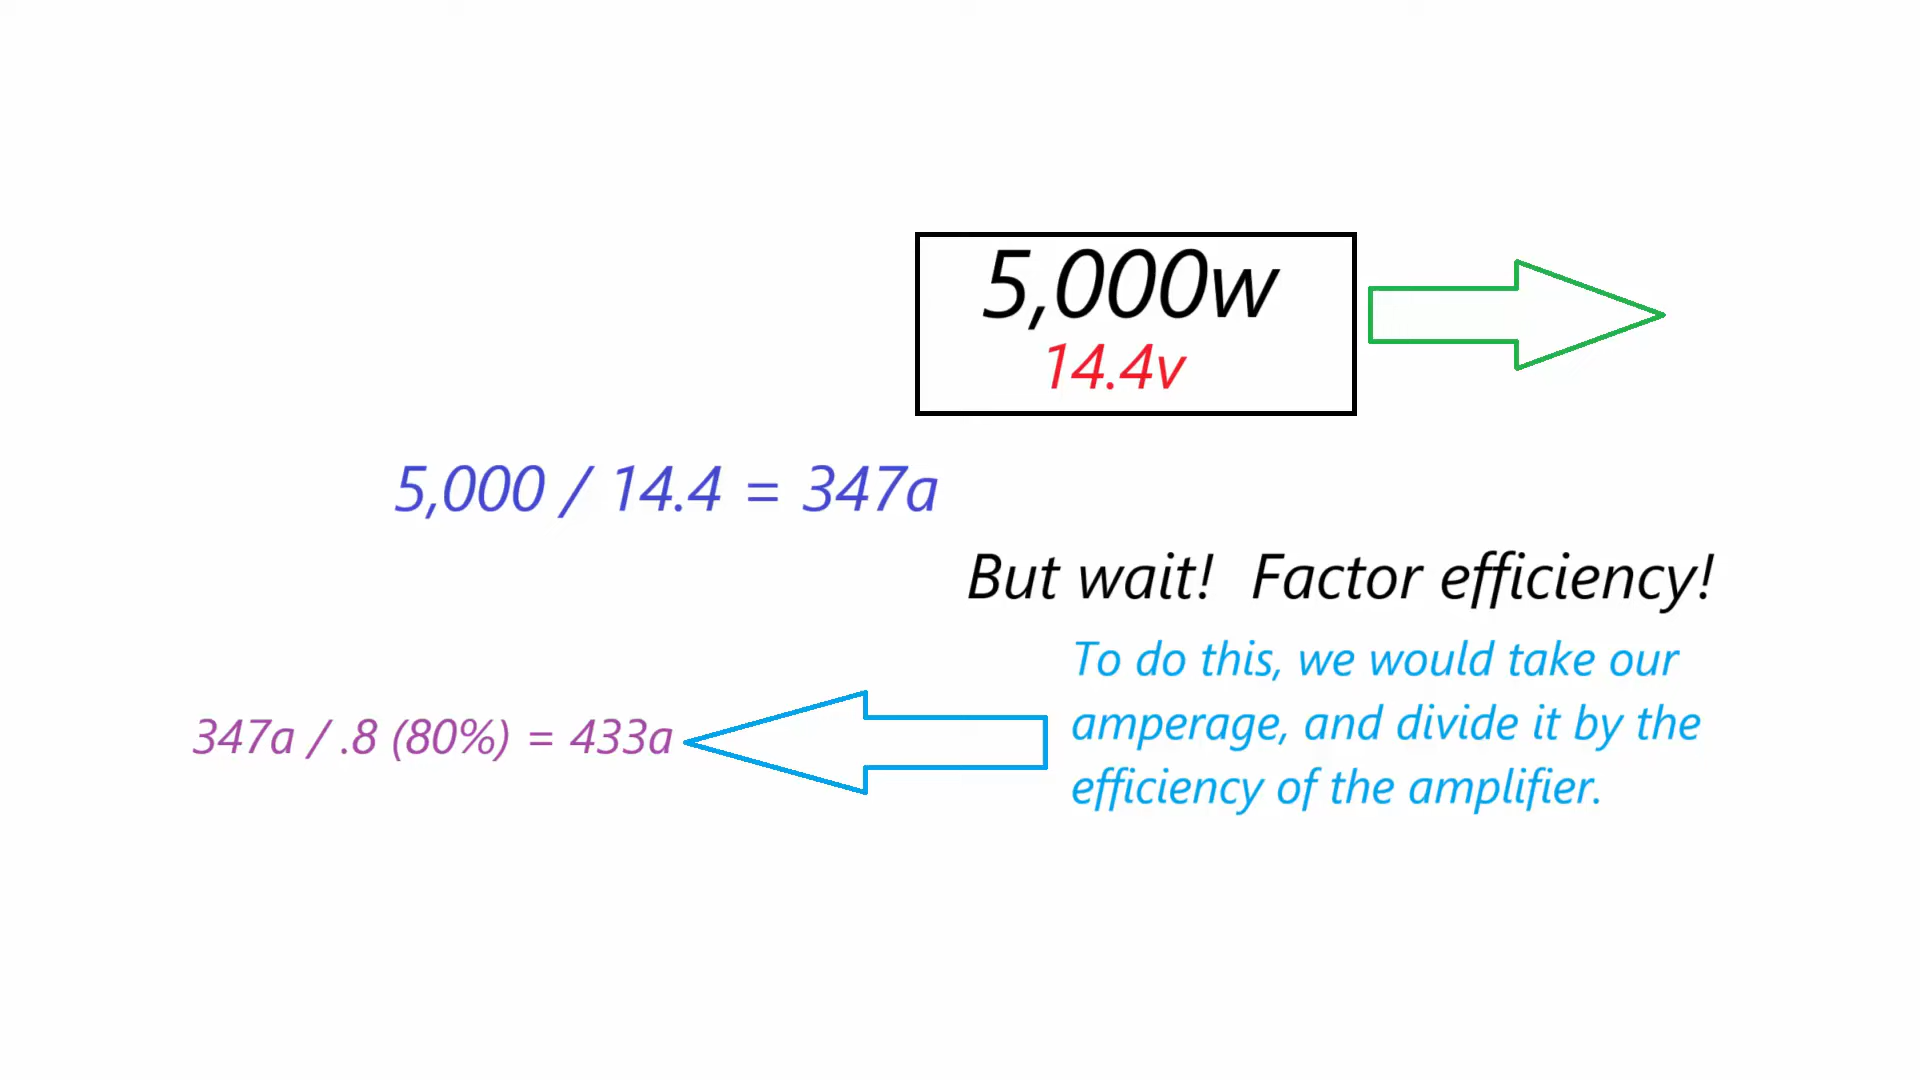 5,000w
14.4v
5,000 / 14.4 = 347a
But wait!  Factor efficiency!
To do this, we would take our
amperage, and divide it by the
efficiency of the amplifier.
347a / .8 (80%) = 433a